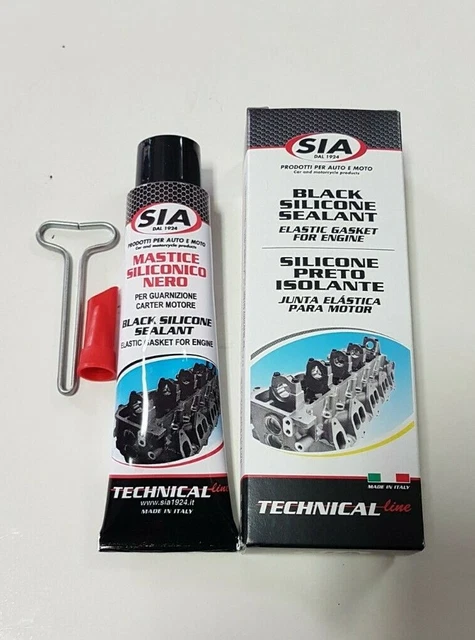 SIA
DAL 1924
PRODOTTI PER AUTO E MOTO
Car and motorcycle products
MASTICE
SILICONICO
NERO
PER GUARNIZIONE
CARTER MOTORE
BLACK SILICONE
SEALANT
ELASTIC GASKET FOR ENGINE
TECHNICAL line
www.sia1924.it
MADE IN ITALY
SIA
DAL 1924
PRODOTTI PER AUTO E MOTO
Car and motorcycle products
BLACK
SILICONE
SEALANT
ELASTIC GASKET
FOR ENGINE
SILICONE
PRETO
ISOLANTE
JUNTA ELÁSTICA
PARA MOTOR
MADE IN ITALY
TECHNICAL line